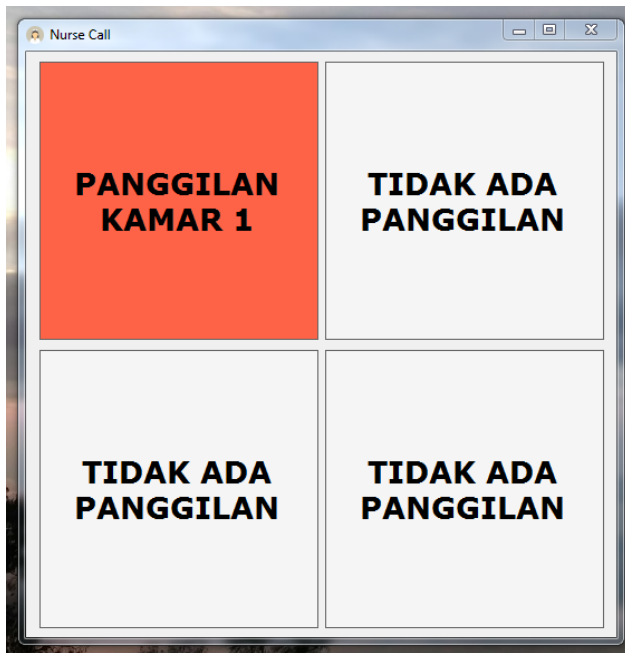 Nurse Call
PANGGILAN
KAMAR 1
TIDAK ADA
PANGGILAN
TIDAK ADA
PANGGILAN
TIDAK ADA
PANGGILAN